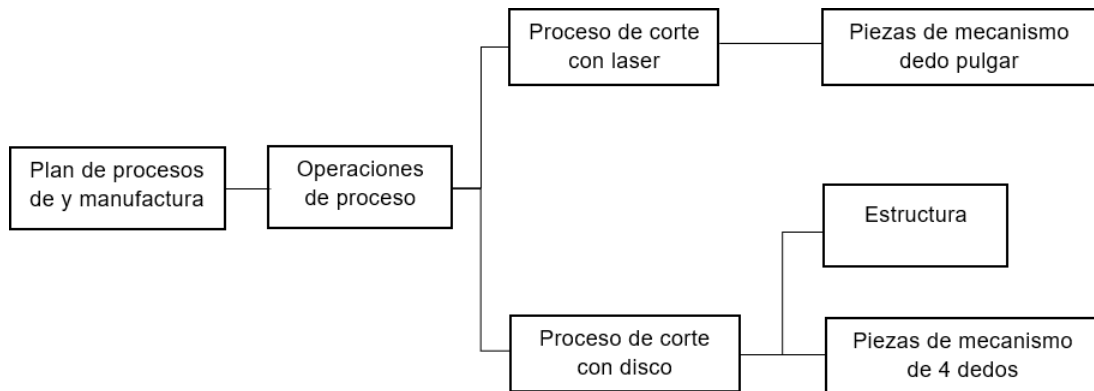 Proceso de corte
con laser
Piezas de mecanismo
dedo pulgar
Plan de procesos
de y manufactura
Operaciones
de proceso
Estructura
Proceso de corte
con disco
Piezas de mecanismo
de 4 dedos